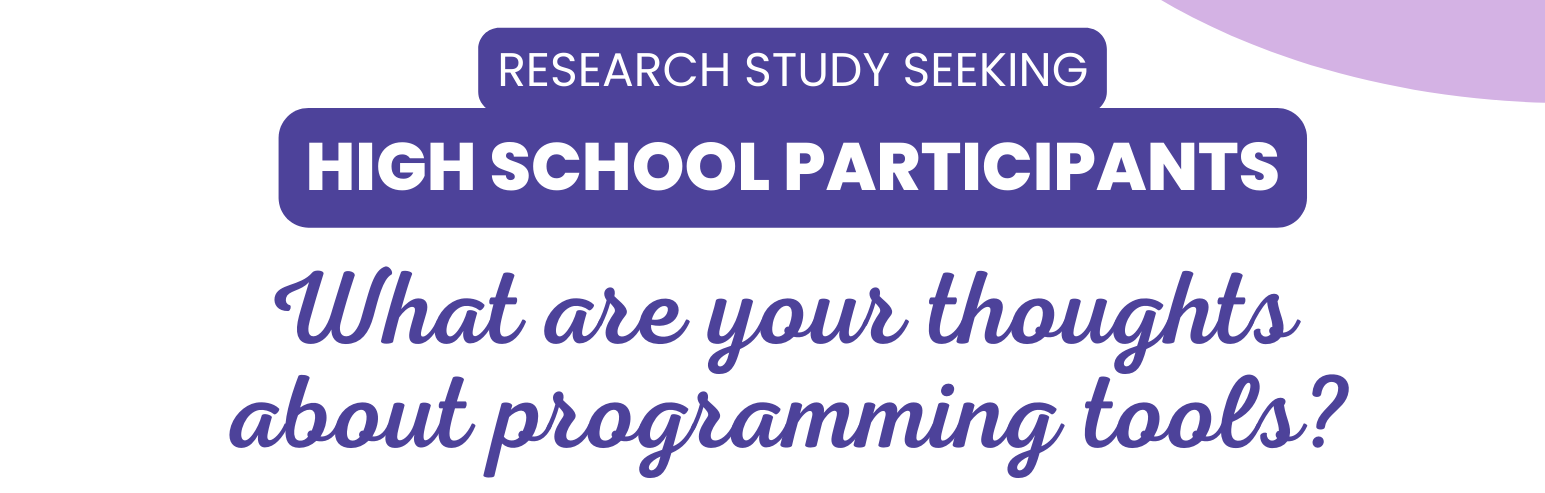 RESEARCH STUDY SEEKING
HIGH SCHOOL PARTICIPANTS
What are your thoughts
about programming tools?